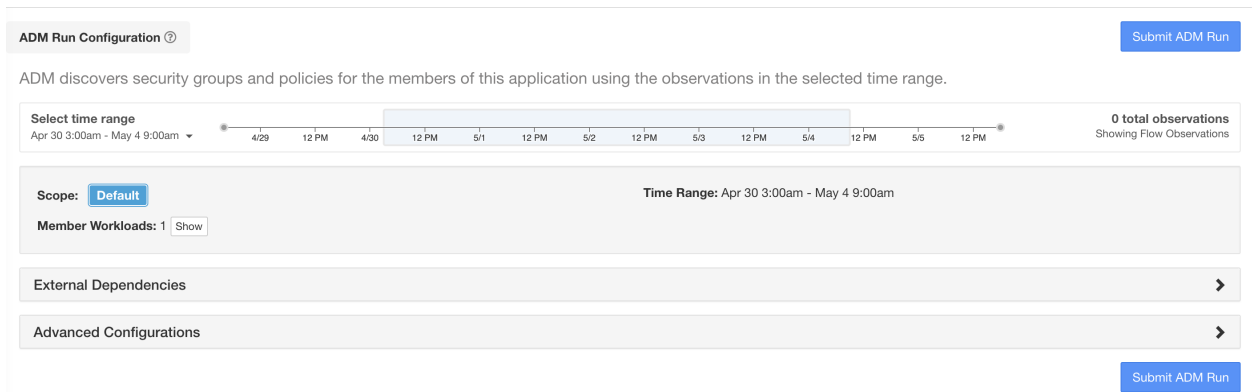 ADM Run Configuration ?
Submit ADM Run
ADM discovers security groups and policies for the members of this application using the observations in the selected time range.
Select time range
Apr 30 3:00am - May 4 9:00am
4/29 12 PM 4/30 12 PM 5/1 12 PM 5/2 12 PM 5/3 12 PM 5/4 12 PM 5/5 12 PM
0 total observations
Showing Flow Observations
Scope: Default
Time Range: Apr 30 3:00am - May 4 9:00am
Member Workloads: 1 Show
External Dependencies
Advanced Configurations
Submit ADM Run